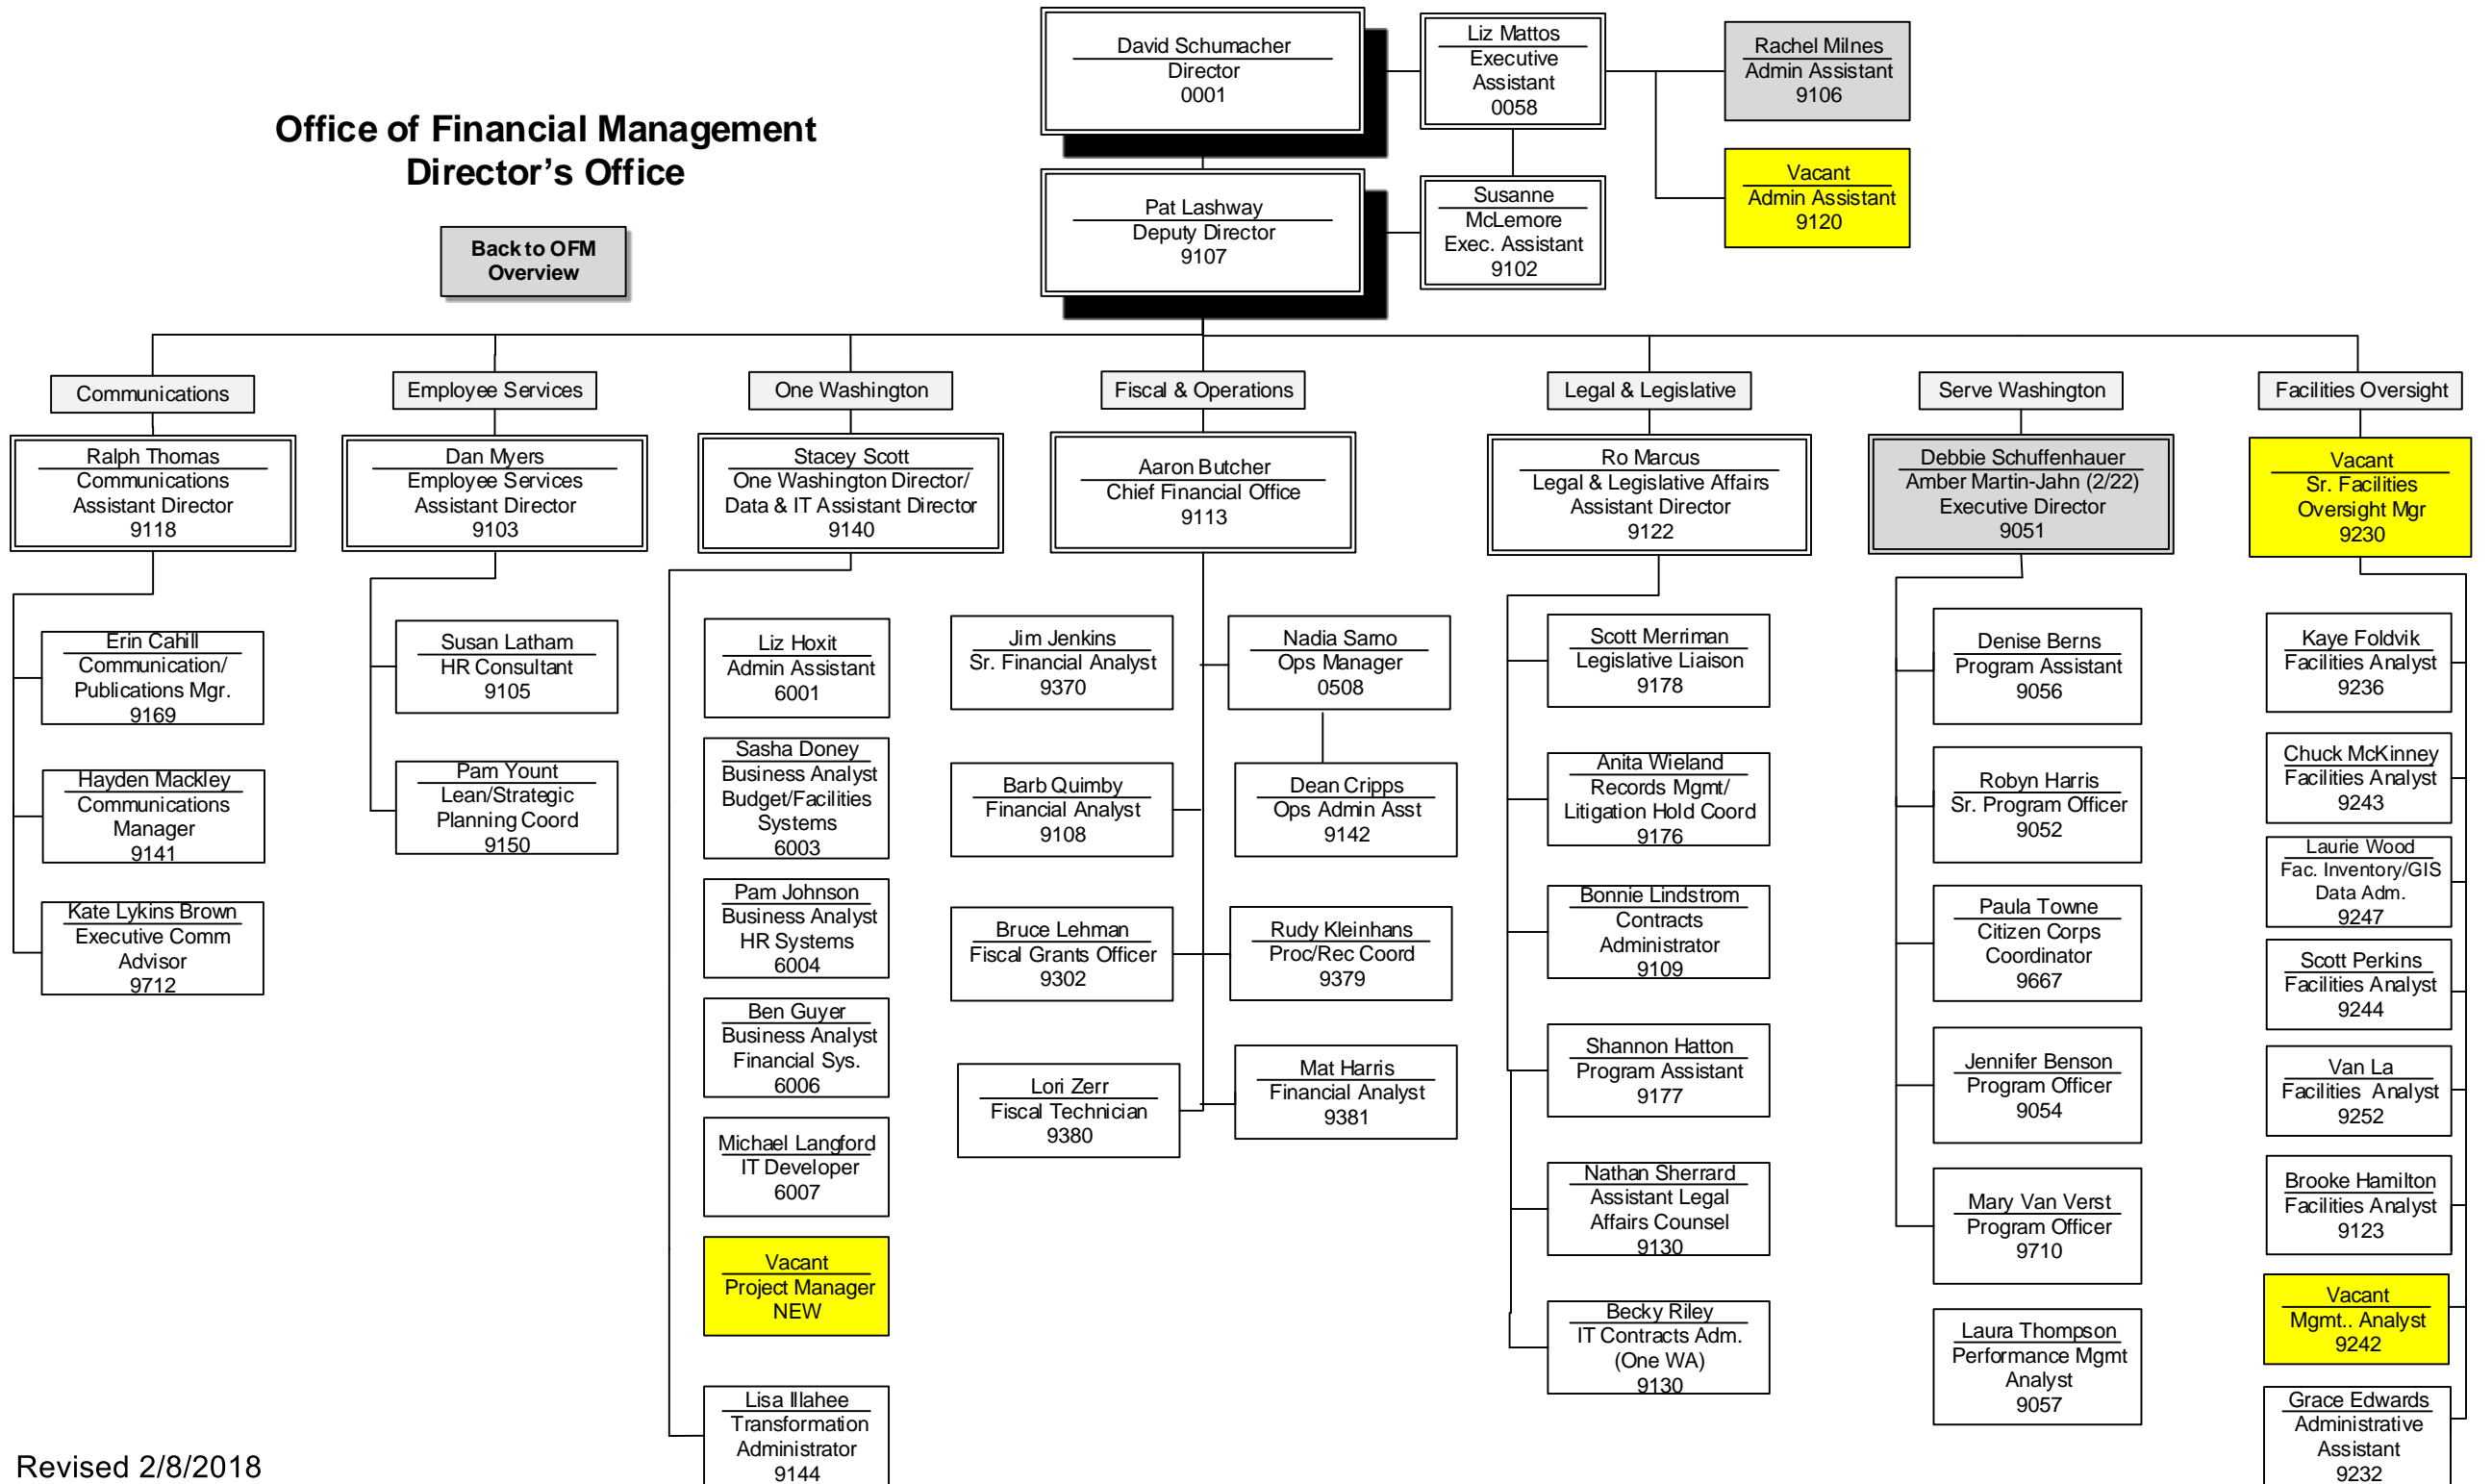 Office of Financial Management
Director's Office
Back to OFM
Overview
David Schumacher
Director
0001
Liz Mattos
Executive
Assistant
0058
Rachel Milnes
Admin Assistant
9106
Vacant
Admin Assistant
9120
Pat Lashway
Deputy Director
9107
Susanne
McLemore
Exec. Assistant
9102
Communications
Ralph Thomas
Communications
Assistant Director
9118
Erin Cahill
Communication/
Publications Mgr.
9169
Hayden Mackley
Communications
Manager
9141
Kate Lykins Brown
Executive Comm
Advisor
9712
Employee Services
Dan Myers
Employee Services
Assistant Director
9103
Susan Latham
HR Consultant
9105
Pam Yount
Lean/Strategic
Planning Coord
9150
One Washington
Stacey Scott
One Washington Director/
Data & IT Assistant Director
9140
Liz Hoxit
Admin Assistant
6001
Sasha Doney
Business Analyst
Budget/Facilities
Systems
6003
Pam Johnson
Business Analyst
HR Systems
6004
Ben Guyer
Business Analyst
Financial Sys.
6006
Michael Langford
IT Developer
6007
Vacant
Project Manager
NEW
Lisa Illahee
Transformation
Administrator
9144
Fiscal & Operations
Aaron Butcher
Chief Financial Office
9113
Jim Jenkins
Sr. Financial Analyst
9370
Nadia Sarno
Ops Manager
0508
Barb Quimby
Financial Analyst
9108
Dean Cripps
Ops Admin Asst
9142
Bruce Lehman
Fiscal Grants Officer
9302
Rudy Kleinhans
Proc/Rec Coord
9379
Lori Zerr
Fiscal Technician
9380
Mat Harris
Financial Analyst
9381
Legal & Legislative
Ro Marcus
Legal & Legislative Affairs
Assistant Director
9122
Scott Merriman
Legislative Liaison
9178
Anita Wieland
Records Mgmt/
Litigation Hold Coord
9176
Bonnie Lindstrom
Contracts
Administrator
9109
Shannon Hatton
Program Assistant
9177
Nathan Sherrard
Assistant Legal
Affairs Counsel
9130
Becky Riley
IT Contracts Adm.
(One WA)
9130
Serve Washington
Debbie Schuffenhauer
Amber Martin-Jahn (2/22)
Executive Director
9051
Denise Berns
Program Assistant
9056
Robyn Harris
Sr. Program Officer
9052
Paula Towne
Citizen Corps
Coordinator
9667
Jennifer Benson
Program Officer
9054
Mary Van Verst
Program Officer
9710
Laura Thompson
Performance Mgmt
Analyst
9057
Facilities Oversight
Vacant
Sr. Facilities
Oversight Mgr
9230
Kaye Foldvik
Facilities Analyst
9236
Chuck McKinney
Facilities Analyst
9243
Laurie Wood
Fac. Inventory/GIS
Data Adm.
9247
Scott Perkins
Facilities Analyst
9244
Van La
Facilities Analyst
9252
Brooke Hamilton
Facilities Analyst
9123
Vacant
Mgmt.. Analyst
9242
Grace Edwards
Administrative
Assistant
9232
Revised 2/8/2018